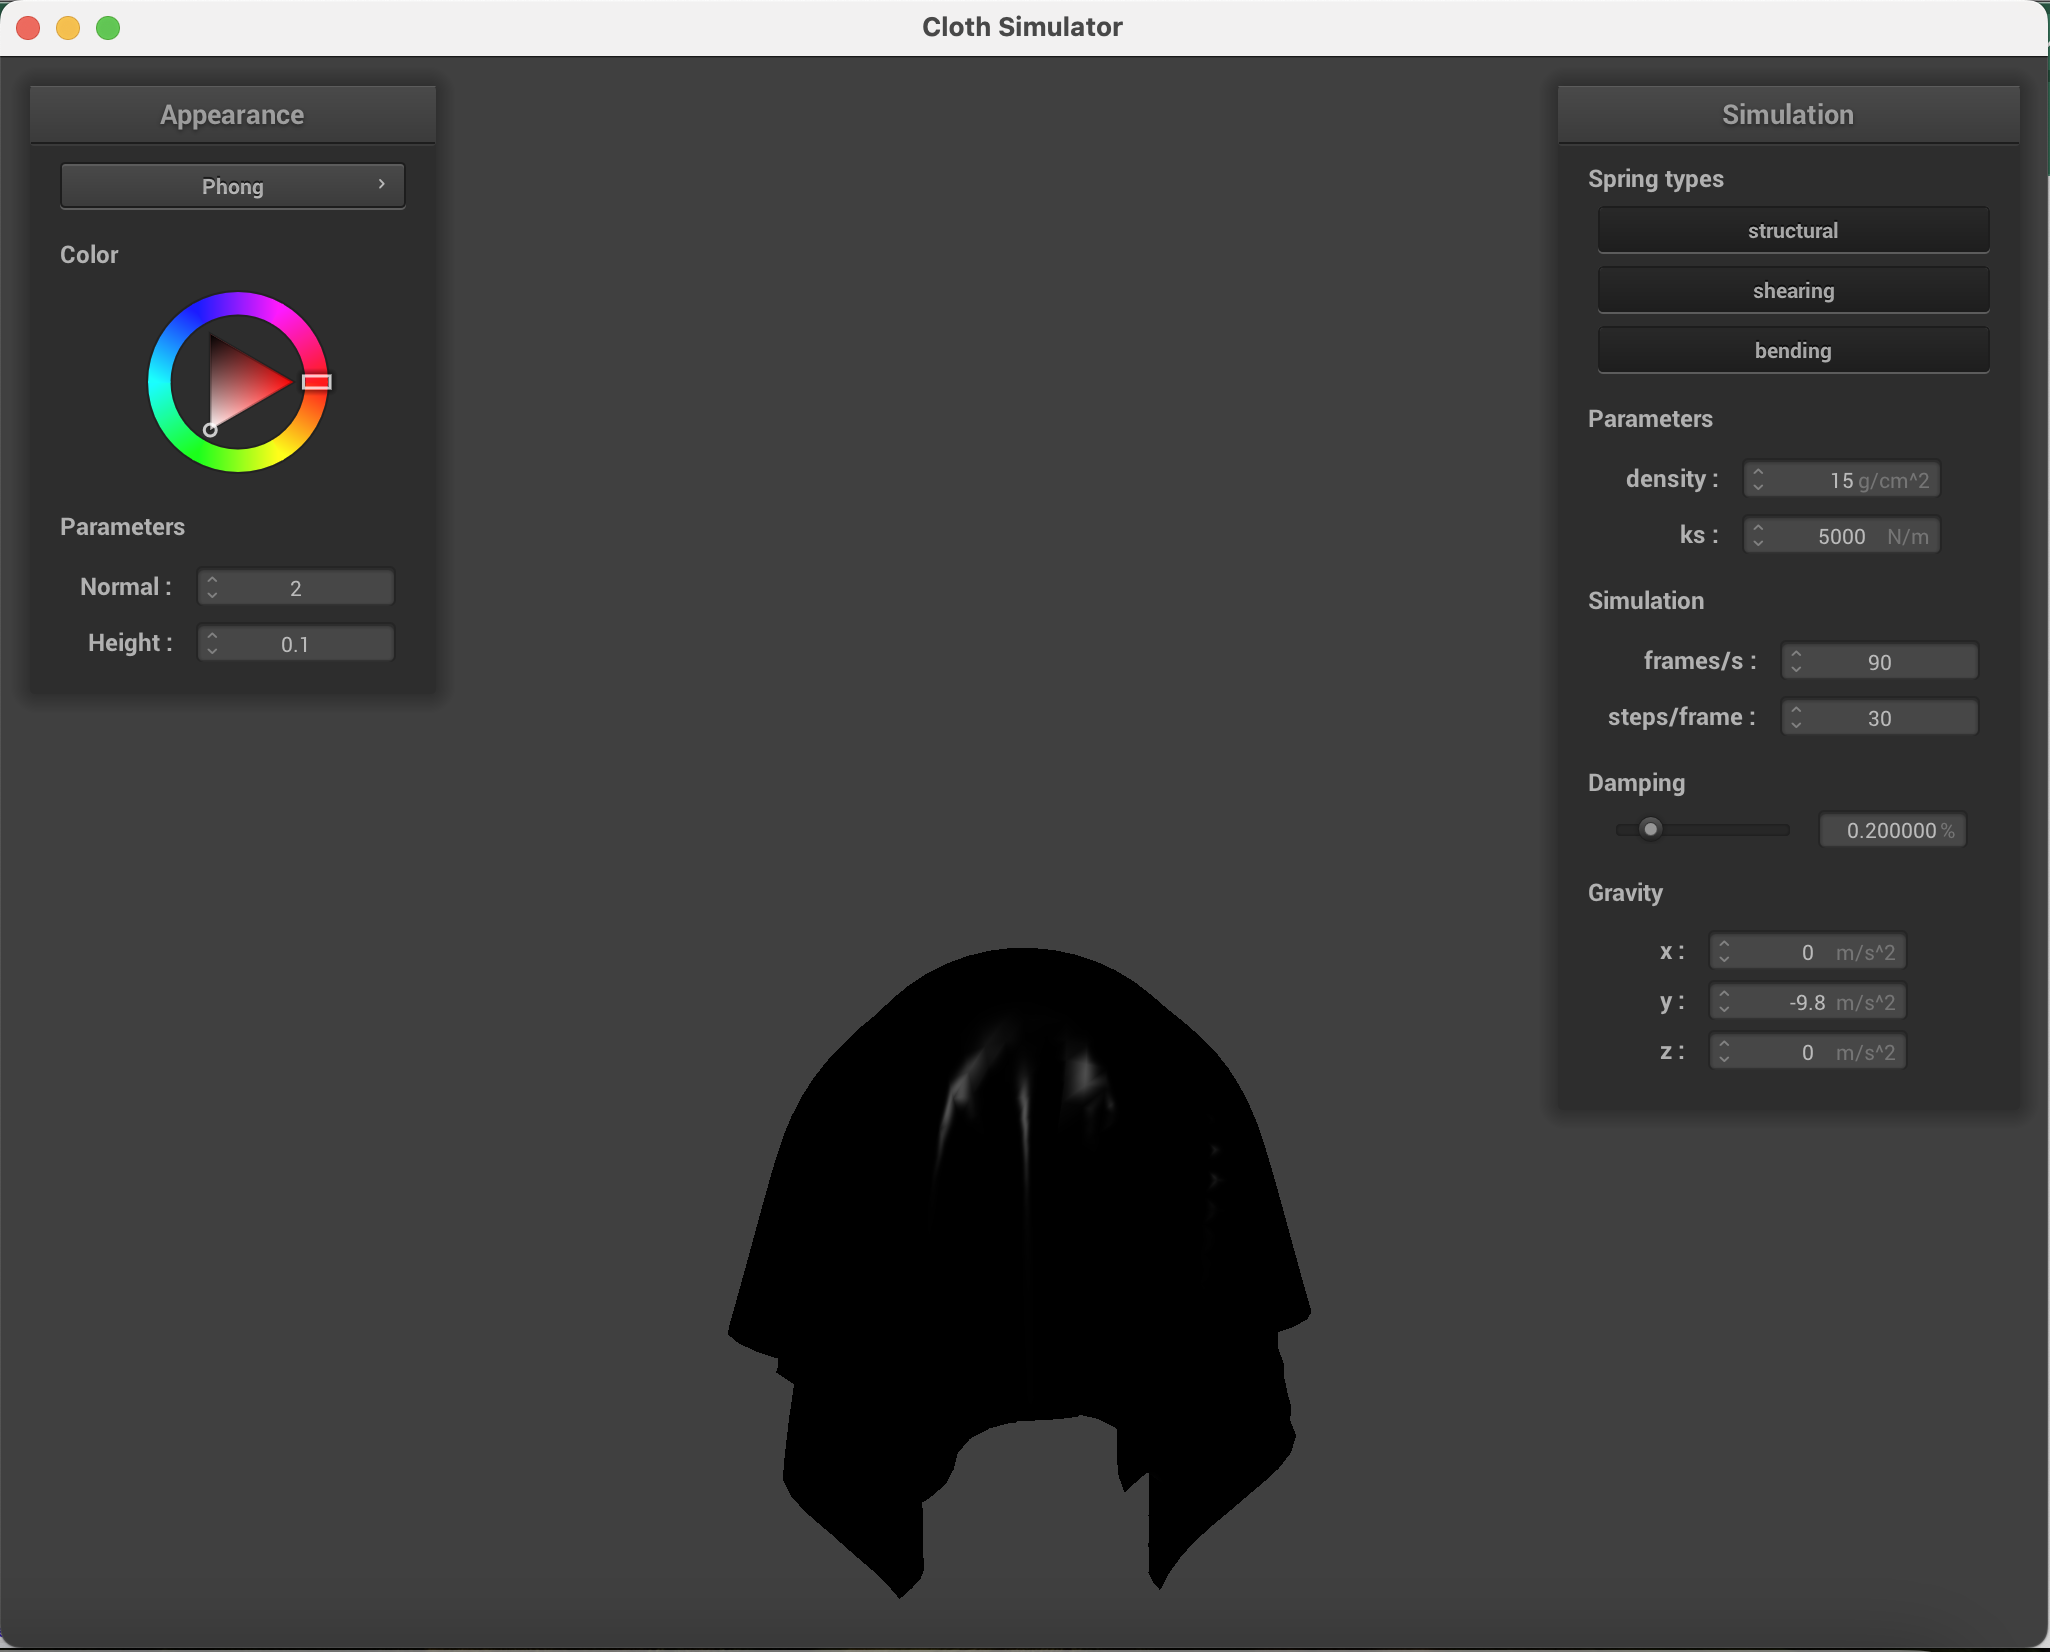 Cloth Simulator
Appearance
Phong
Color
Parameters
Normal : 2
Height : 0.1
Simulation
Spring types
structural
shearing
bending
Parameters
density : 15 g/cm^2
ks : 5000 N/m
Simulation
frames/s : 90
steps/frame : 30
Damping
0.200000 %
Gravity
x : 0 m/s^2
y : -9.8 m/s^2
z : 0 m/s^2